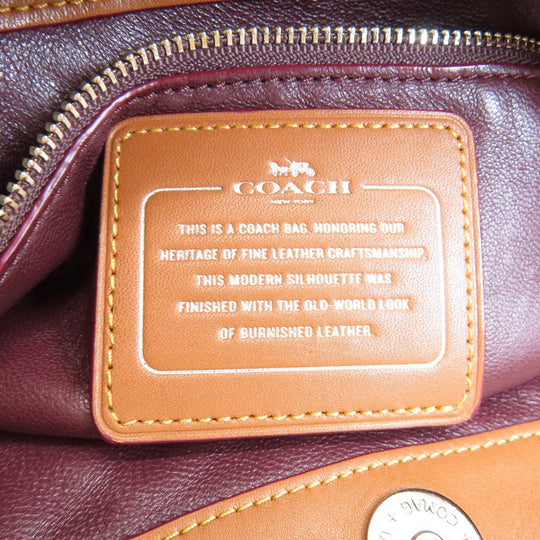 COACH
NEW YORK
THIS IS A COACH BAG, HONORING OUR
HERITAGE OF FINE LEATHER CRAFTSMANSHIP.
THIS MODERN SILHOUETTE WAS
FINISHED WITH THE OLD-WORLD LOOK
OF BURNISHED LEATHER
COMAG